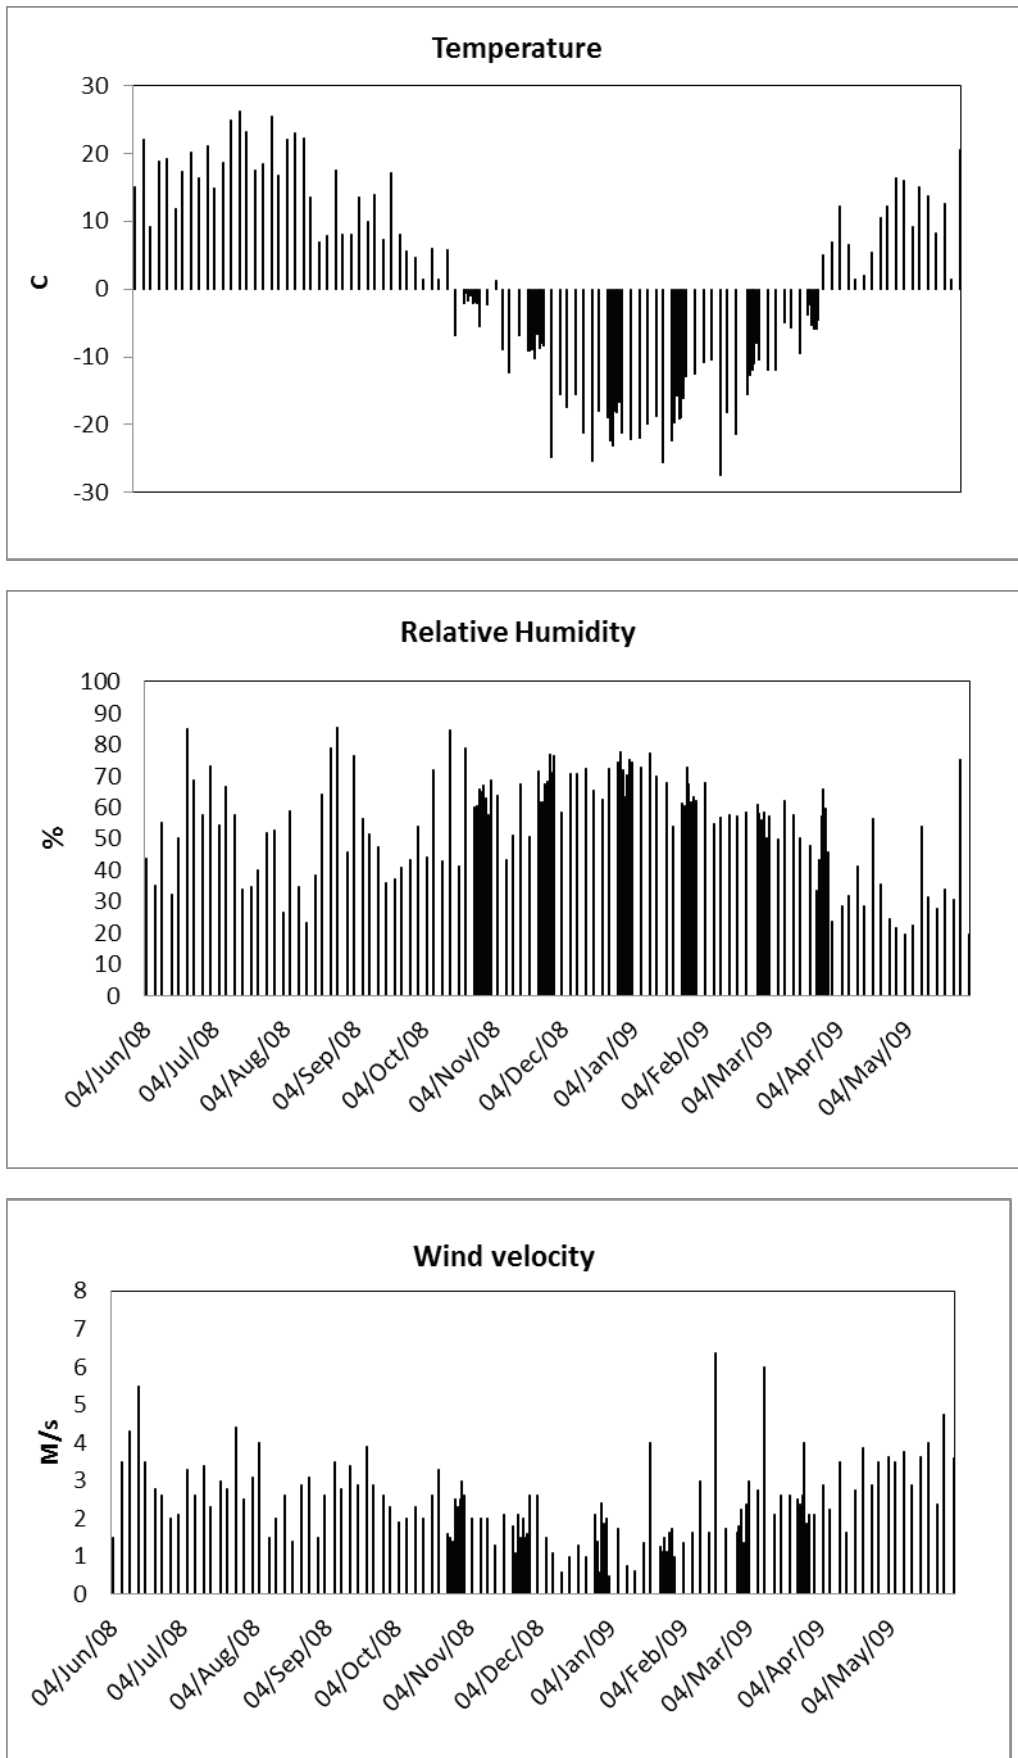 Temperature
30
20
10
0
-10
-20
-30
C
Relative Humidity
100
90
80
70
60
50
40
30
20
10
0
%
04/Jun/08
04/Jul/08
04/Aug/08
04/Sep/08
04/Oct/08
04/Nov/08
04/Dec/08
04/Jan/09
04/Feb/09
04/Mar/09
04/Apr/09
04/May/09
Wind velocity
8
7
6
5
4
3
2
1
0
M/s
04/Jun/08
04/Jul/08
04/Aug/08
04/Sep/08
04/Oct/08
04/Nov/08
04/Dec/08
04/Jan/09
04/Feb/09
04/Mar/09
04/Apr/09
04/May/09